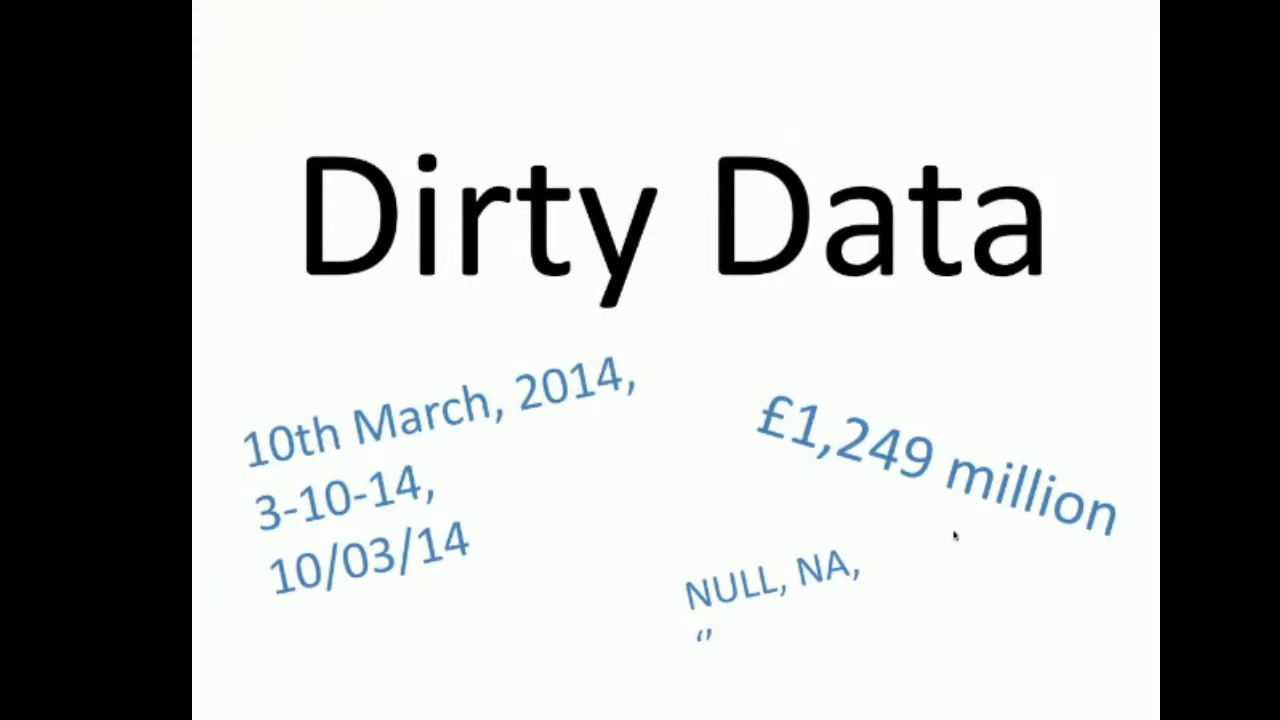 Dirty Data
10th March, 2014,
3-10-14,
10/03/14
£1,249 million
NULL, NA,
‘’